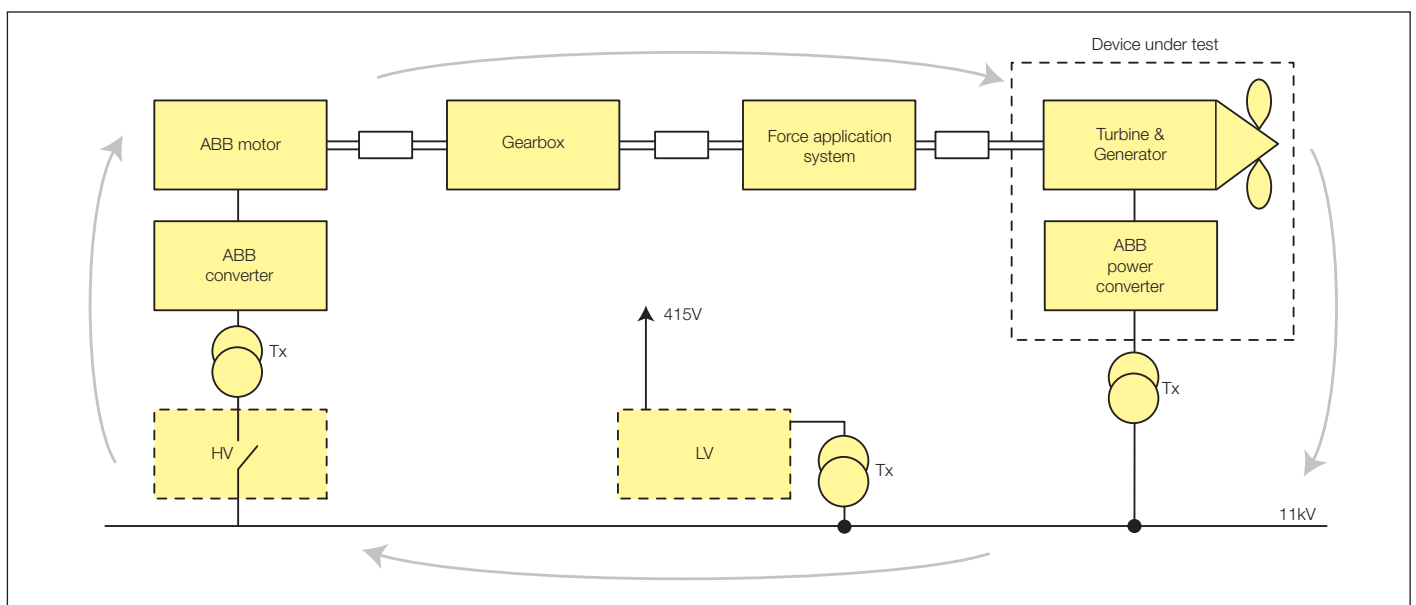 Device under test
ABB motor
Gearbox
Force application
system
Turbine &
Generator
ABB
converter
ABB
power
converter
415V
Tx
Tx
HV
LV
Tx
11kV